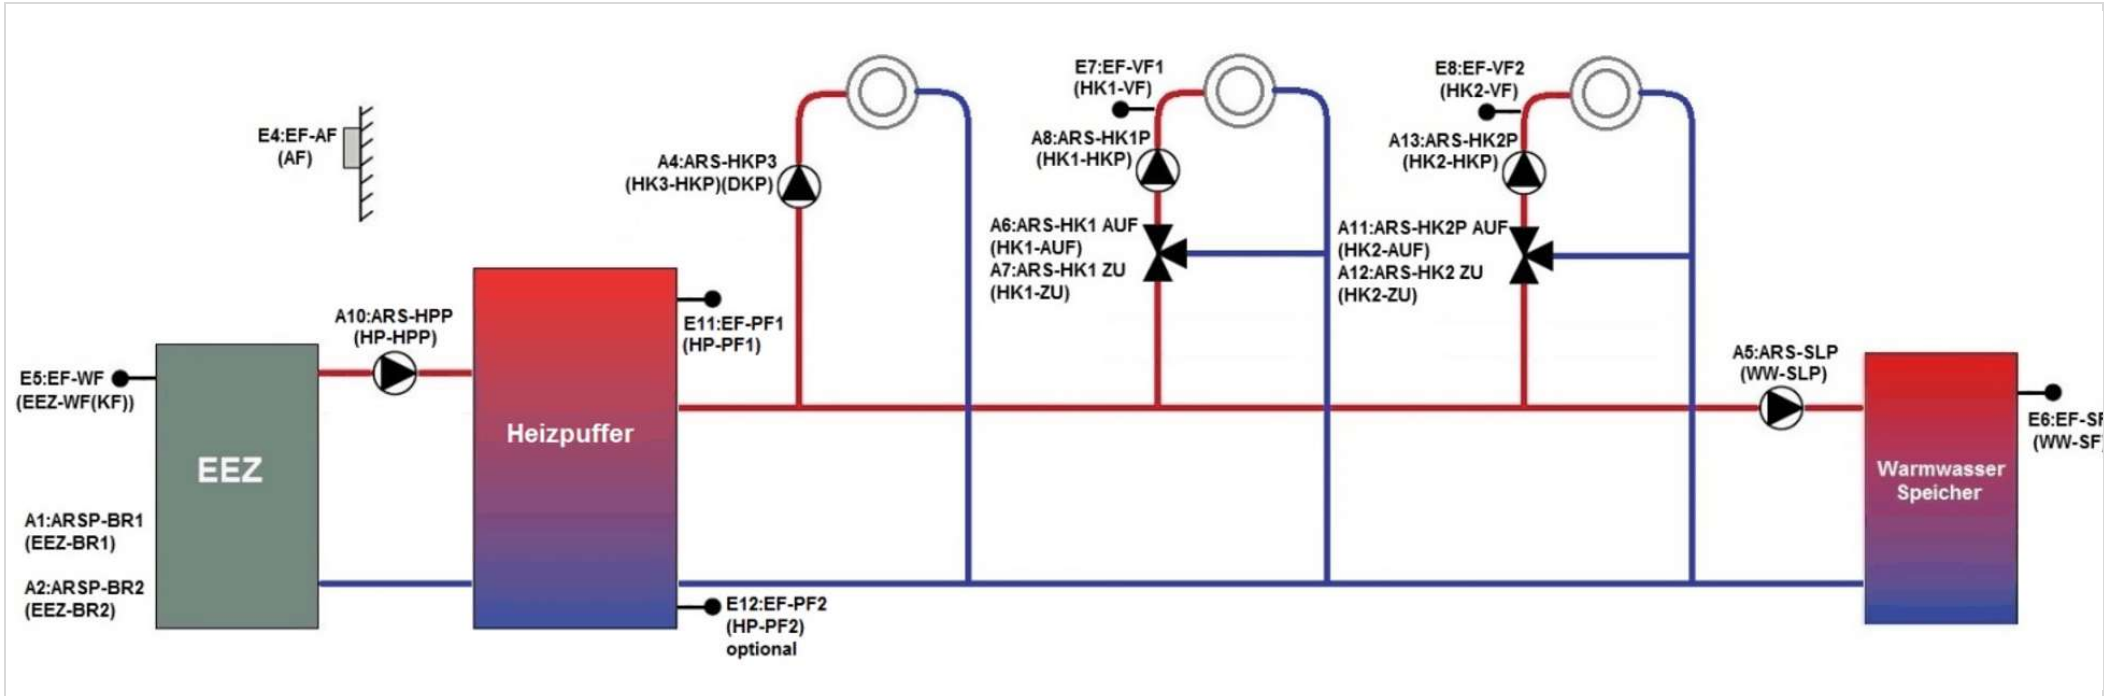 E4:EF-AF
(AF)
E5:EF-WF
(EEZ-WF(KF))
EEZ
A1:ARSP-BR1
(EEZ-BR1)
A2:ARSP-BR2
(EEZ-BR2)
A10:ARS-HPP
(HP-HPP)
Heizpuffer
E11:EF-PF1
(HP-PF1)
E12:EF-PF2
(HP-PF2)
optional
A4:ARS-HKP3
(HK3-HKP)(DKP)
E7:EF-VF1
(HK1-VF)
A8:ARS-HK1P
(HK1-HKP)
A6:ARS-HK1 AUF
(HK1-AUF)
A7:ARS-HK1 ZU
(HK1-ZU)
E8:EF-VF2
(HK2-VF)
A13:ARS-HK2P
(HK2-HKP)
A11:ARS-HK2P AUF
(HK2-AUF)
A12:ARS-HK2 ZU
(HK2-ZU)
A5:ARS-SLP
(WW-SLP)
Warmwasser
Speicher
E6:EF-SF
(WW-SF)